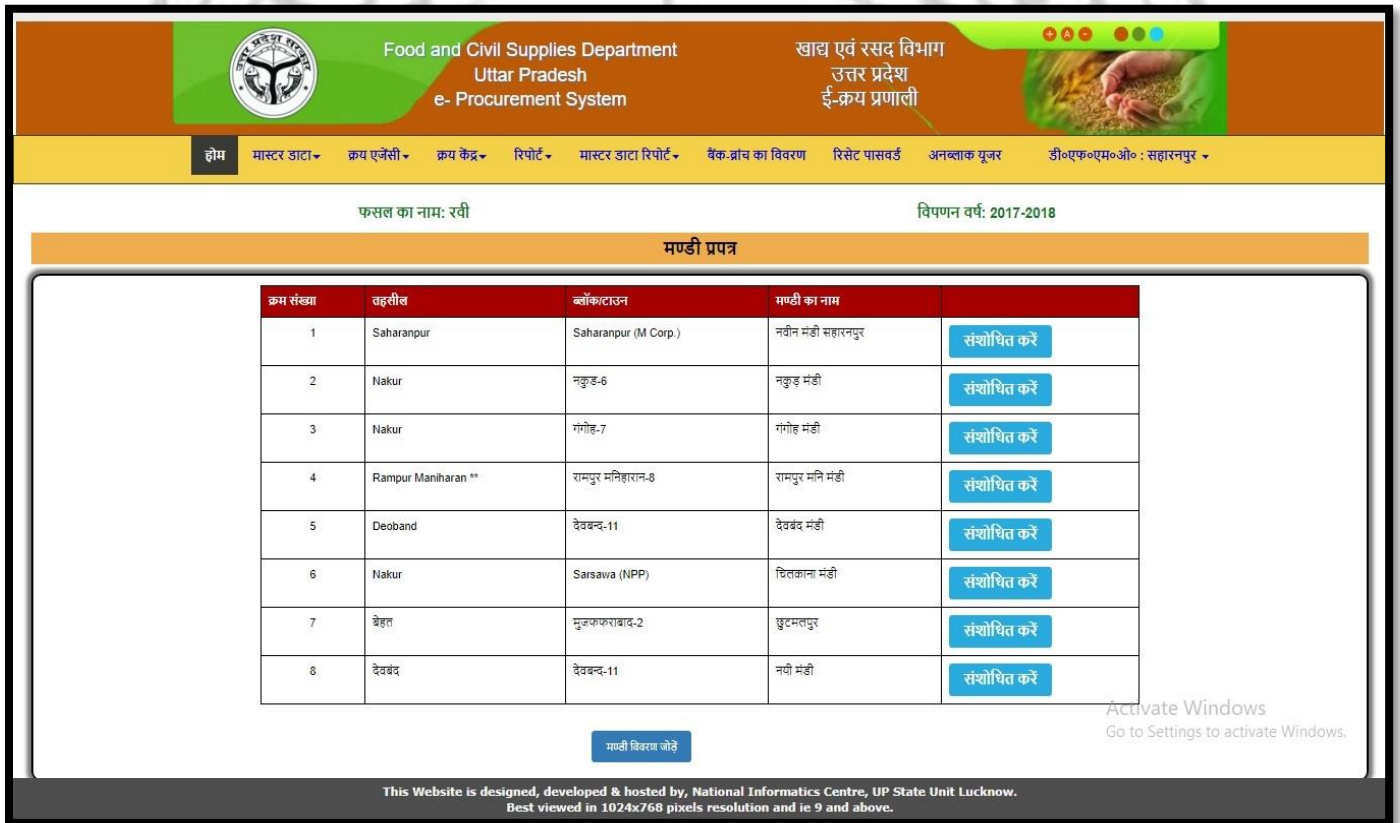 Food and Civil Supplies Department
Uttar Pradesh
e- Procurement System
खाद्य एवं रसद विभाग
उत्तर प्रदेश
ई-क्रय प्रणाली
होम मास्टर डाटा क्रय एजेंसी क्रय केंद्र रिपोर्ट मास्टर डाटा रिपोर्ट बैंक-ब्रांच का विवरण रिसेट पासवर्ड अनब्लाक यूजर डी०एफ०एम०ओ० : सहारनपुर
फसल का नाम: रवी विपणन वर्ष: 2017-2018
मण्डी प्रपत्र
क्रम संख्या तहसील ब्लॉक/टाउन मण्डी का नाम
1 Saharanpur Saharanpur (M Corp.) नवीन मंडी सहारनपुर संशोधित करें
2 Nakur नकुड-6 नकुड़ मंडी संशोधित करें
3 Nakur गंगोह-7 गंगोह मंडी संशोधित करें
4 Rampur Maniharan ** रामपुर मनिहारान-8 रामपुर मनि मंडी संशोधित करें
5 Deoband देवबन्द-11 देवबंद मंडी संशोधित करें
6 Nakur Sarsawa (NPP) चिलकाना मंडी संशोधित करें
7 बेहत मुजफफराबाद-2 छुटमलपुर संशोधित करें
8 देवबंद देवबन्द-11 नयी मंडी संशोधित करें
मण्डी विवरण जोड़ें
Activate Windows
Go to Settings to activate Windows.
This Website is designed, developed & hosted by, National Informatics Centre, UP State Unit Lucknow.
Best viewed in 1024x768 pixels resolution and ie 9 and above.